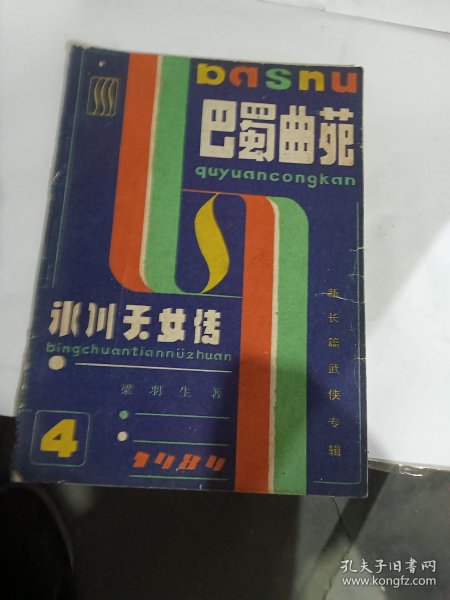 basnu
巴蜀曲苑
quyuancongkan
冰川天女传
bingchuantiannüzhuan
梁羽生 著
新长篇武侠专辑
4
1984
孔夫子旧书网
www.kongfz.com